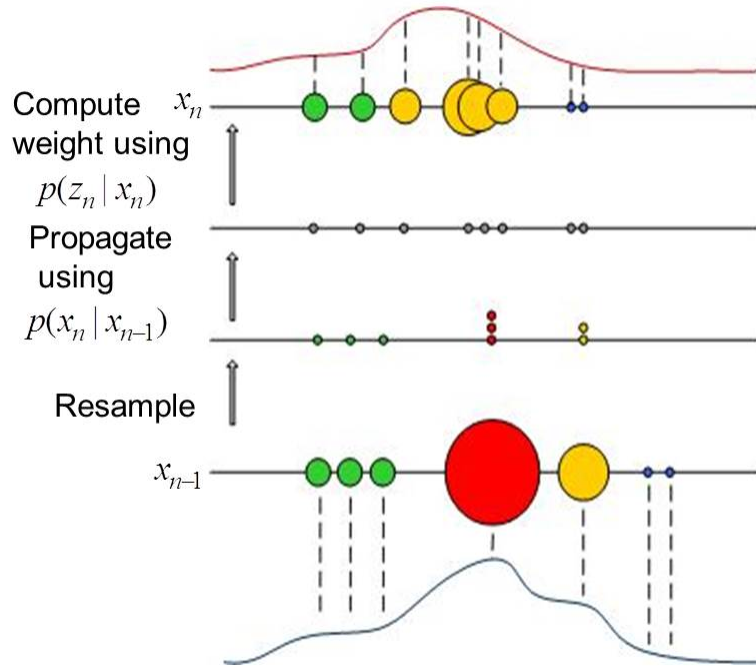 Compute x_n
weight using
p(z_n | x_n)
Propagate
using
p(x_n | x_{n-1})
Resample
x_{n-1}